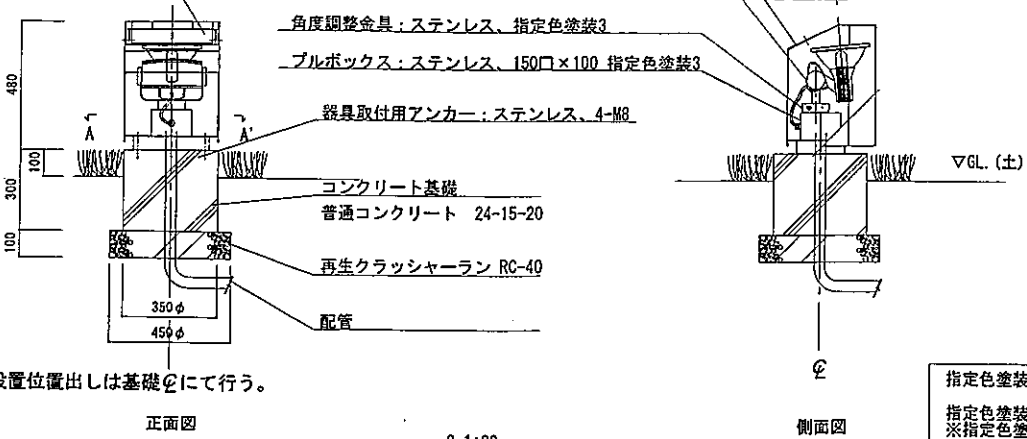 角度調整金具：ステンレス、指定色塗装3
プルボックス：ステンレス、150□×100 指定色塗装3
器具取付用アンカー：ステンレス、4-M8
コンクリート基礎
普通コンクリート 24-15-20
再生クラッシャーラン RC-40
配管
480
100
300
100
A
A'
350φ
450φ
▽GL.(土)
設置位置出しは基礎℄にて行う。
正面図
℄
側面図
指定色塗装
指定色塗装
※指定色塗